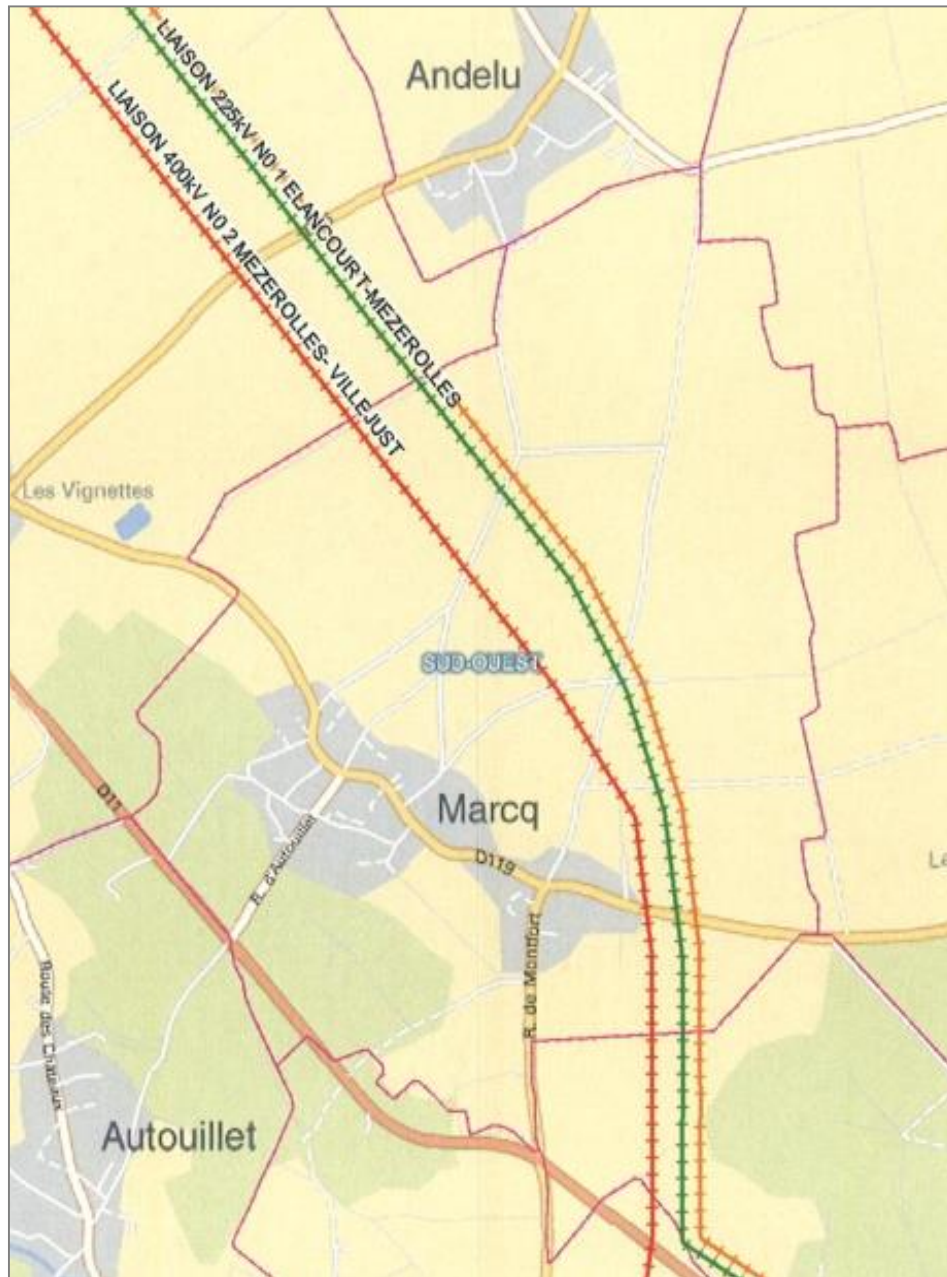 Andelu
LIAISON 225kV N0 1 ELANCOURT-MEZEROLLES
LIAISON 400kV N0 2 MEZEROLLES- VILLEJUST
Les Vignettes
SUD-OUEST
D11
Marcq
R. d'Autouillet
D119
R. de Montfort
Route des Châteaux
Autouillet